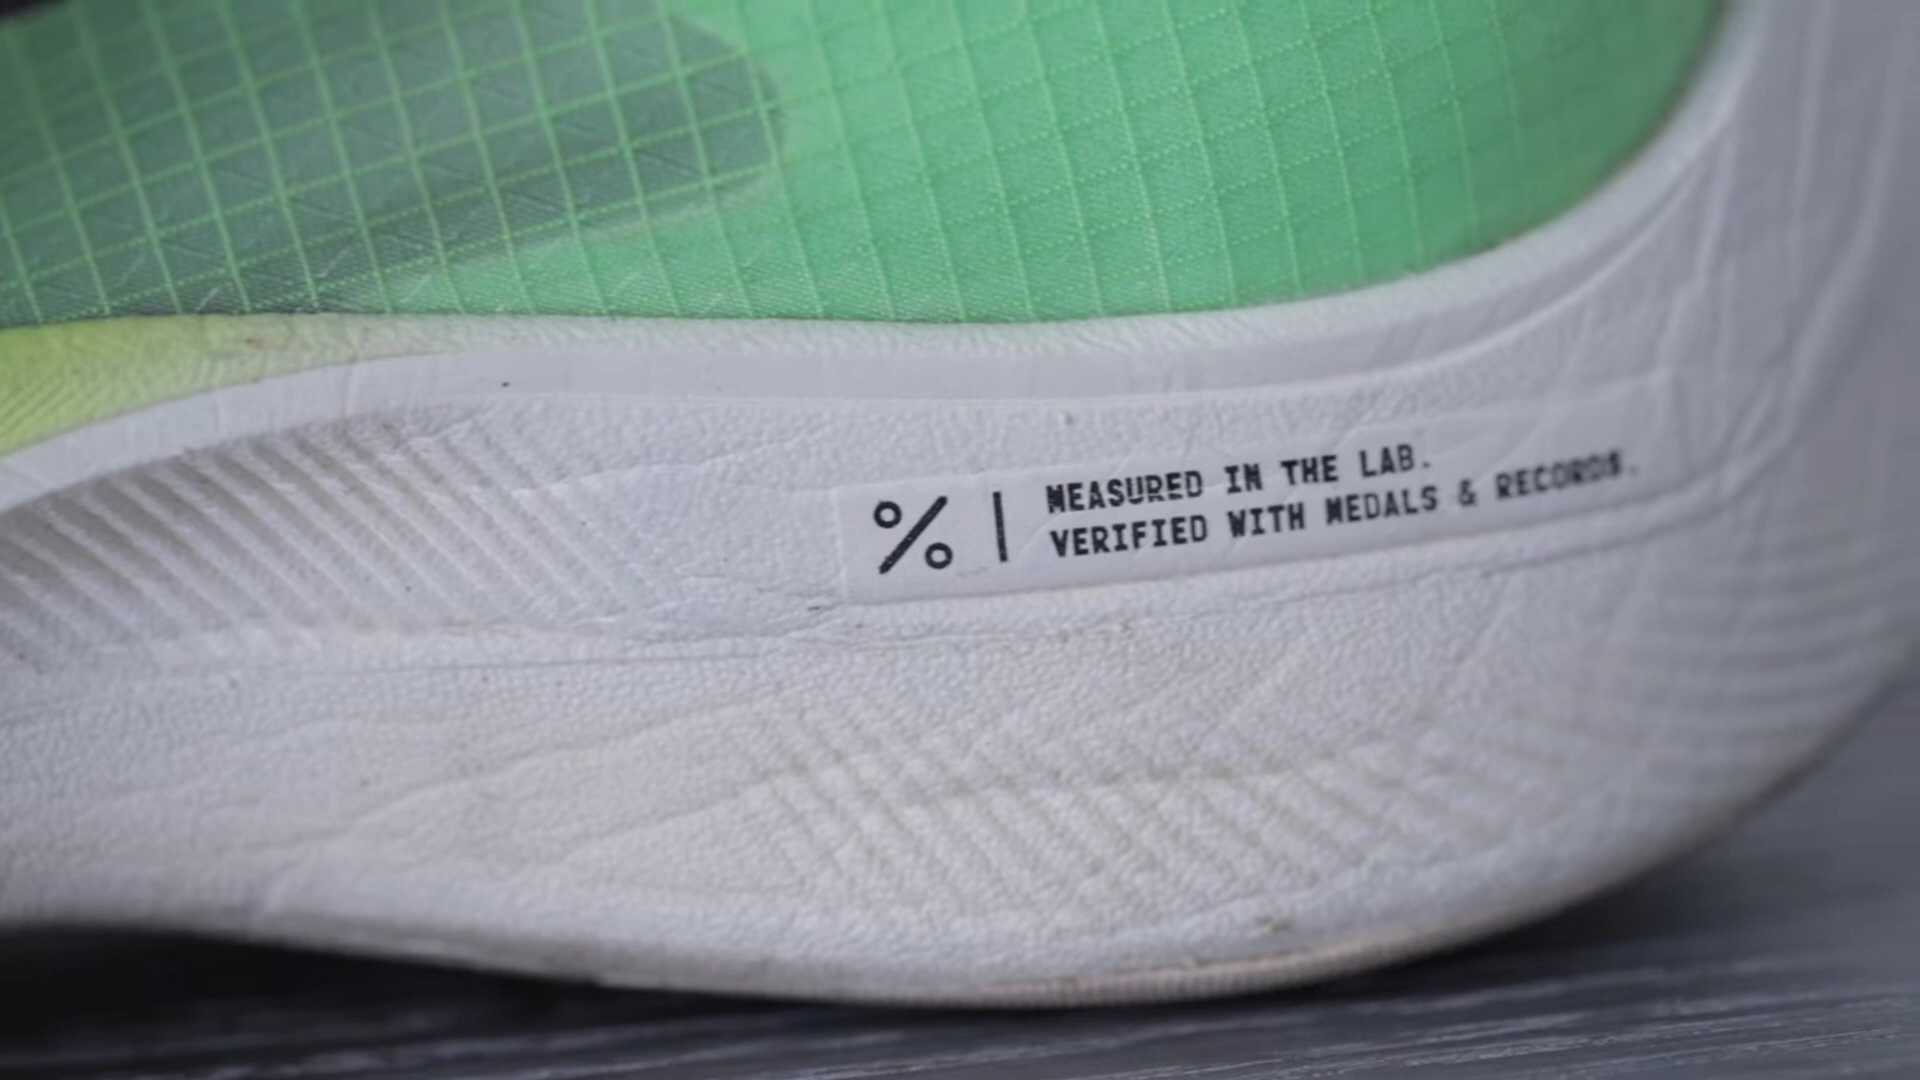 % | MEASURED IN THE LAB.
VERIFIED WITH MEDALS & RECORDS.